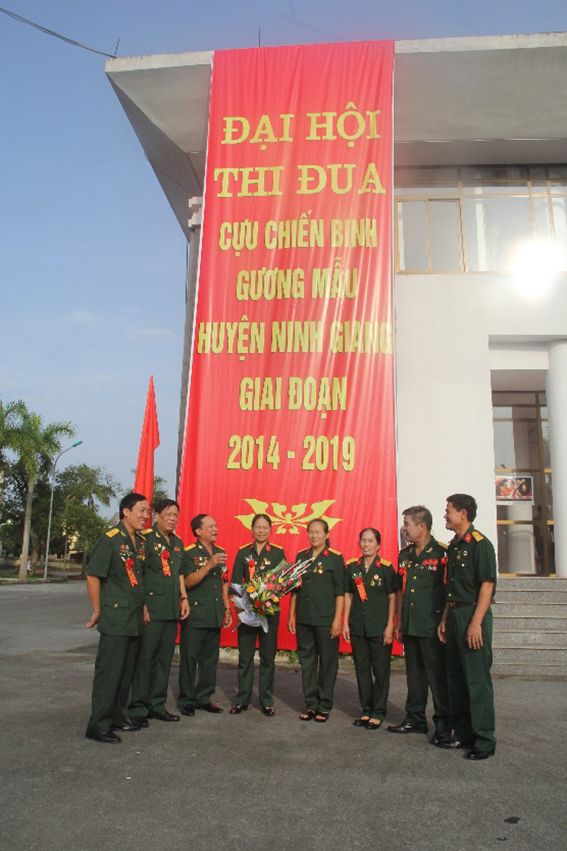 ĐẠI HỘI
THI ĐUA
CỰU CHIẾN BINH
GƯƠNG MẪU
HUYỆN NINH GIANG
GIAI ĐOẠN
2014 - 2019